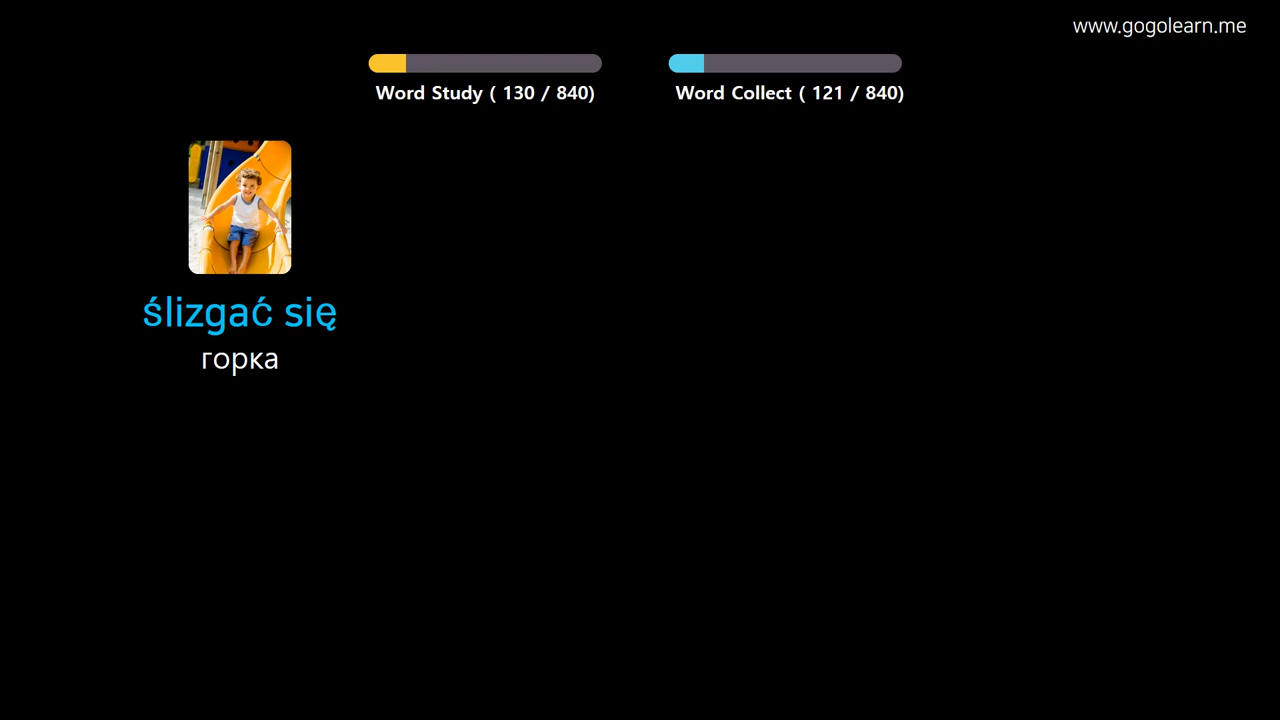 www.gogolearn.me
Word Study ( 130 / 840)
Word Collect ( 121 / 840)
ślizgać się
горка